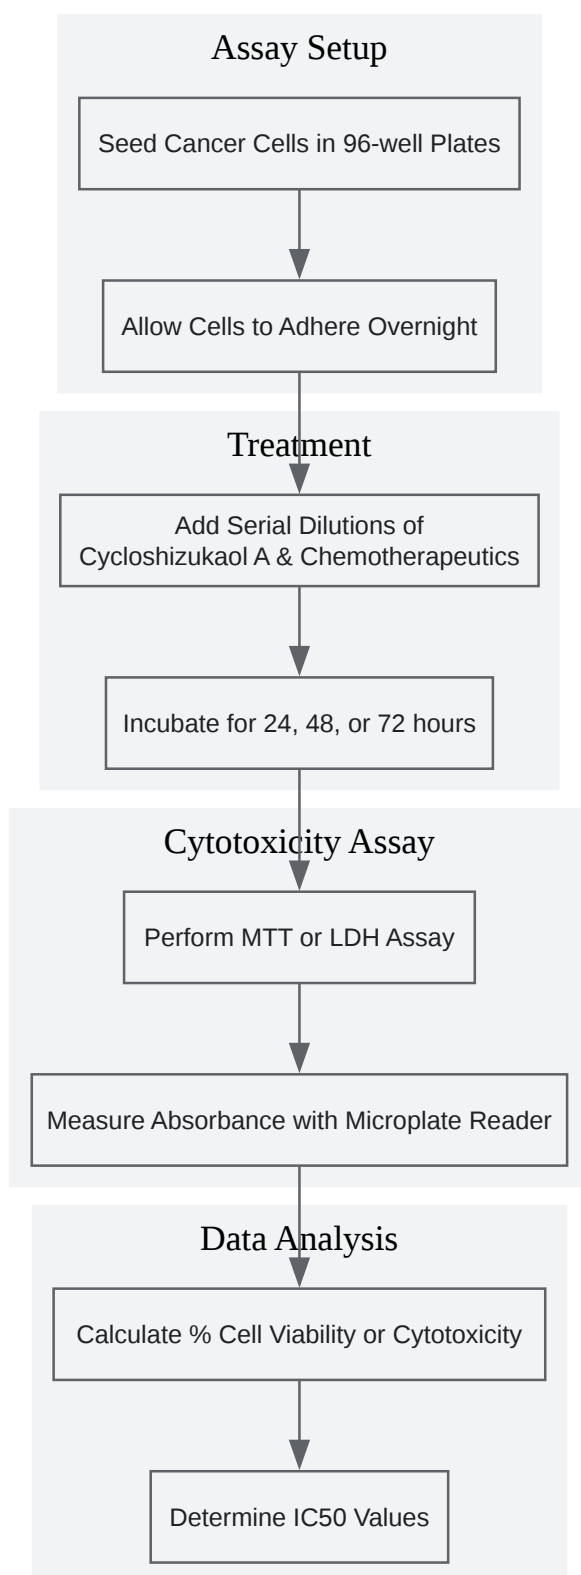 Assay Setup
Seed Cancer Cells in 96-well Plates
Allow Cells to Adhere Overnight
Treatment
Add Serial Dilutions of
Cycloshizukaol A & Chemotherapeutics
Incubate for 24, 48, or 72 hours
Cytotoxicity Assay
Perform MTT or LDH Assay
Measure Absorbance with Microplate Reader
Data Analysis
Calculate % Cell Viability or Cytotoxicity
Determine IC50 Values